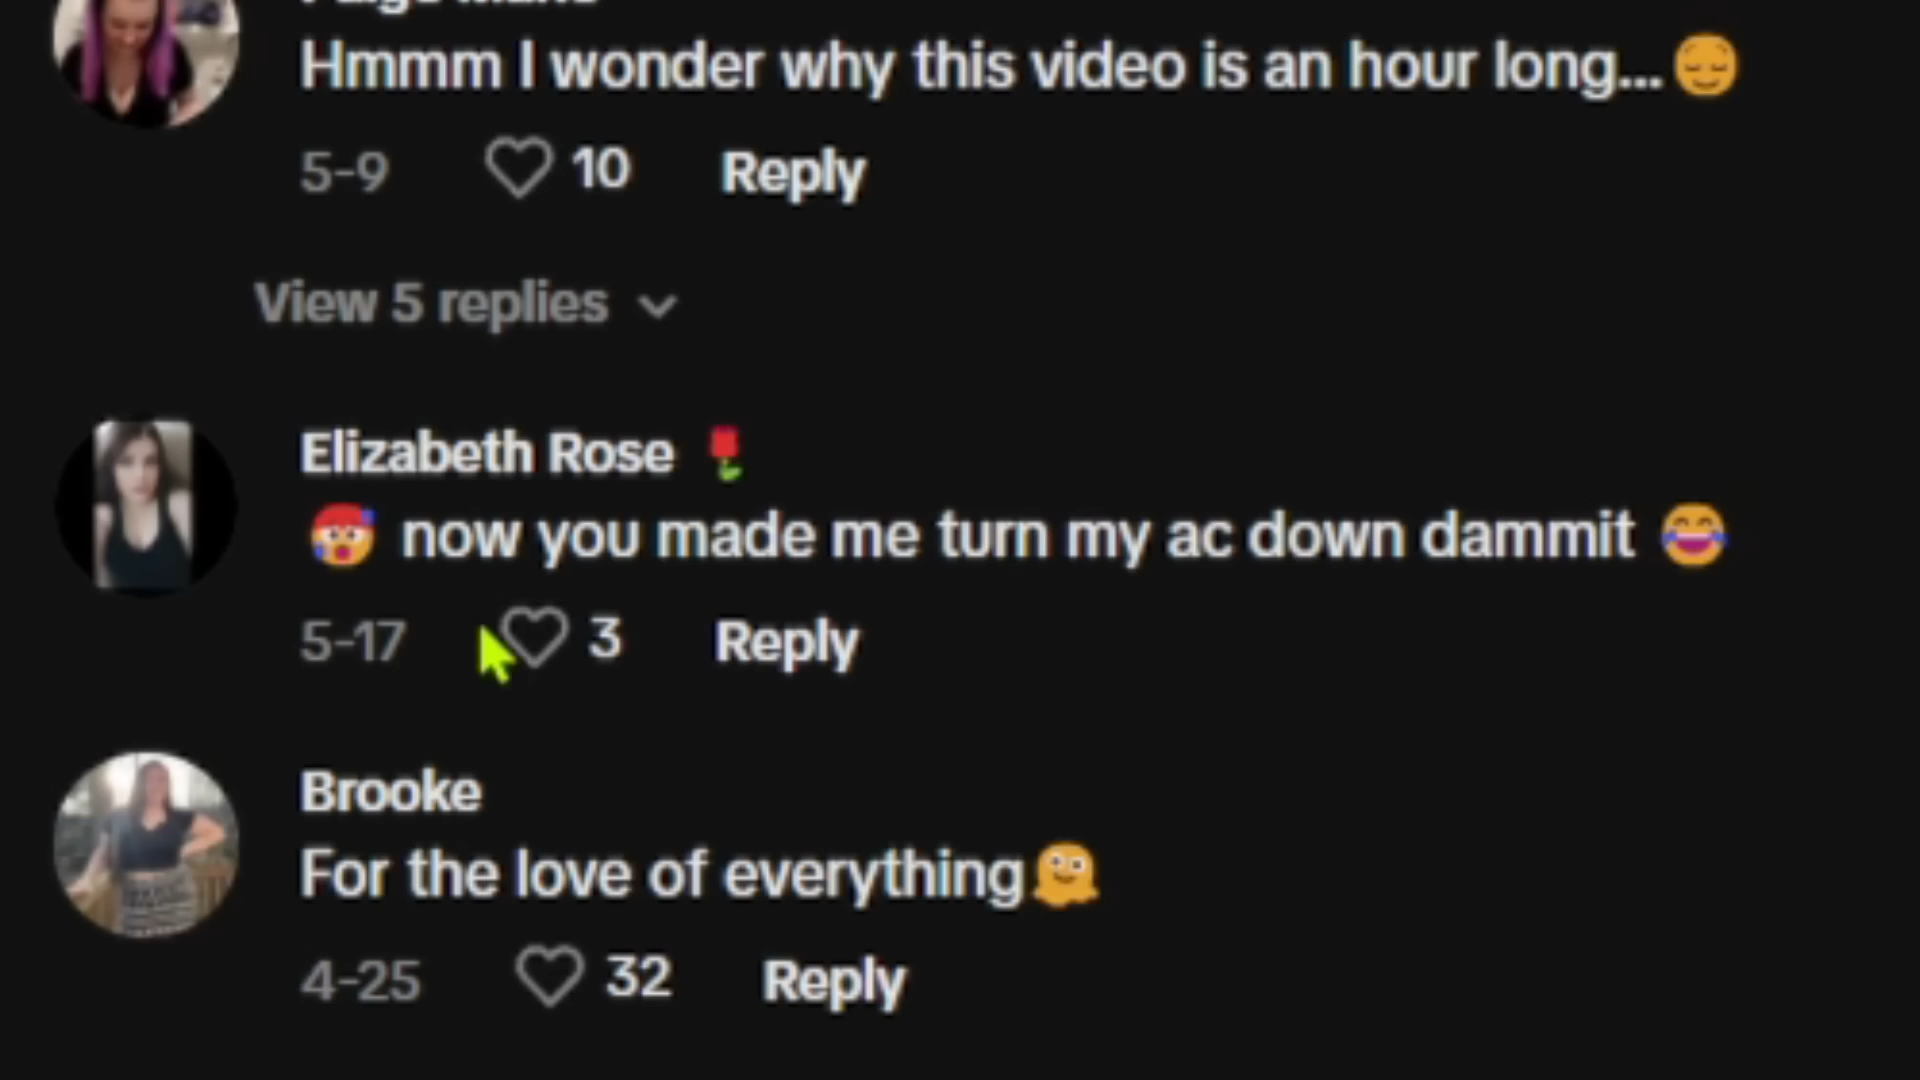 Hmmm I wonder why this video is an hour long...😌
5-9 10 Reply
View 5 replies
Elizabeth Rose 🌹
🥵 now you made me turn my ac down dammit 😂
5-17 3 Reply
Brooke
For the love of everything🫠
4-25 32 Reply